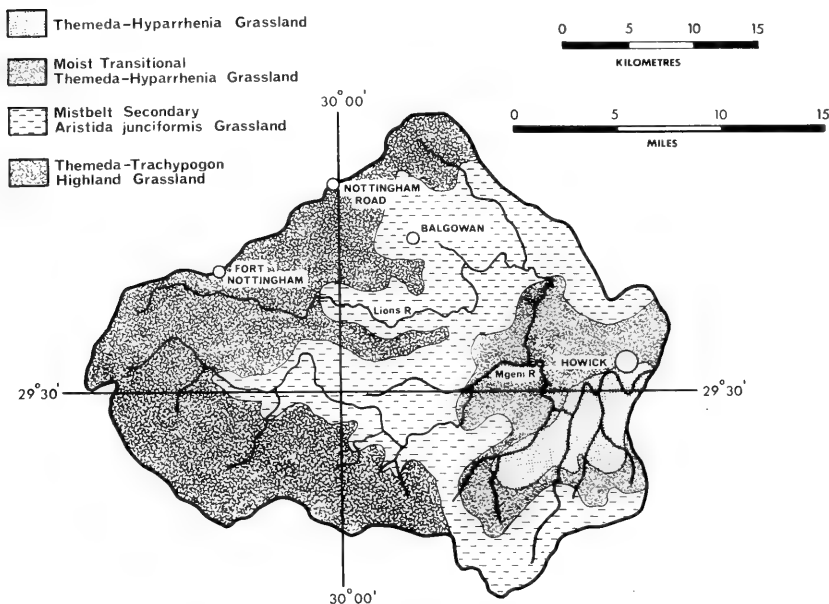 Themeda-Hyparrhenia Grassland
Moist Transitional
Themeda-Hyparrhenia Grassland
Mistbelt Secondary
Aristida junciformis Grassland
Themeda-Trachypogon
Highland Grassland
0 5 10 15
KILOMETRES
0 5 10 15
MILES
30°00'
NOTTINGHAM
ROAD
BALGOWAN
FORT
NOTTINGHAM
Lions R
HOWICK
Mgeni R
29°30'
29°30'
30°00'